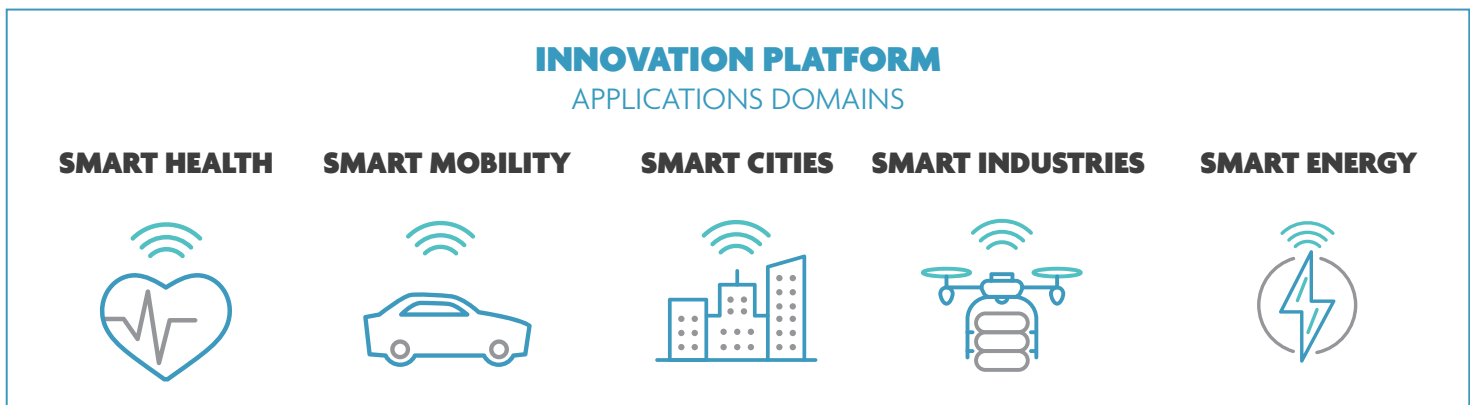 INNOVATION PLATFORM
APPLICATIONS DOMAINS
SMART HEALTH
SMART MOBILITY
SMART CITIES
SMART INDUSTRIES
SMART ENERGY